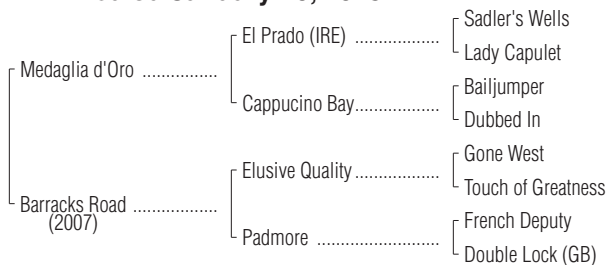 El Prado (IRE) ...................
Sadler's Wells
Lady Capulet
Medaglia d'Oro ................
Cappucino Bay...................
Bailjumper
Dubbed In
Elusive Quality ...................
Gone West
Touch of Greatness
Barracks Road ..................
(2007)
Padmore ...........................
French Deputy
Double Lock (GB)